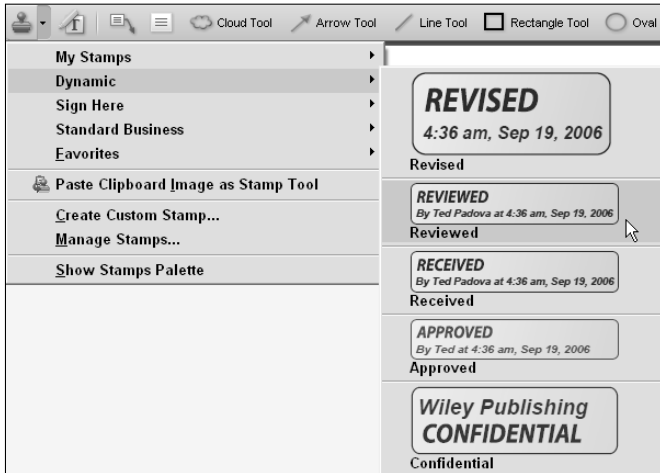 Cloud Tool Arrow Tool Line Tool Rectangle Tool Oval
My Stamps
Dynamic
Sign Here
Standard Business
Favorites
Paste Clipboard Image as Stamp Tool
Create Custom Stamp...
Manage Stamps...
Show Stamps Palette
REVISED
4:36 am, Sep 19, 2006
Revised
REVIEWED
By Ted Padova at 4:36 am, Sep 19, 2006
Reviewed
RECEIVED
By Ted Padova at 4:36 am, Sep 19, 2006
Received
APPROVED
By Ted at 4:36 am, Sep 19, 2006
Approved
Wiley Publishing
CONFIDENTIAL
Confidential